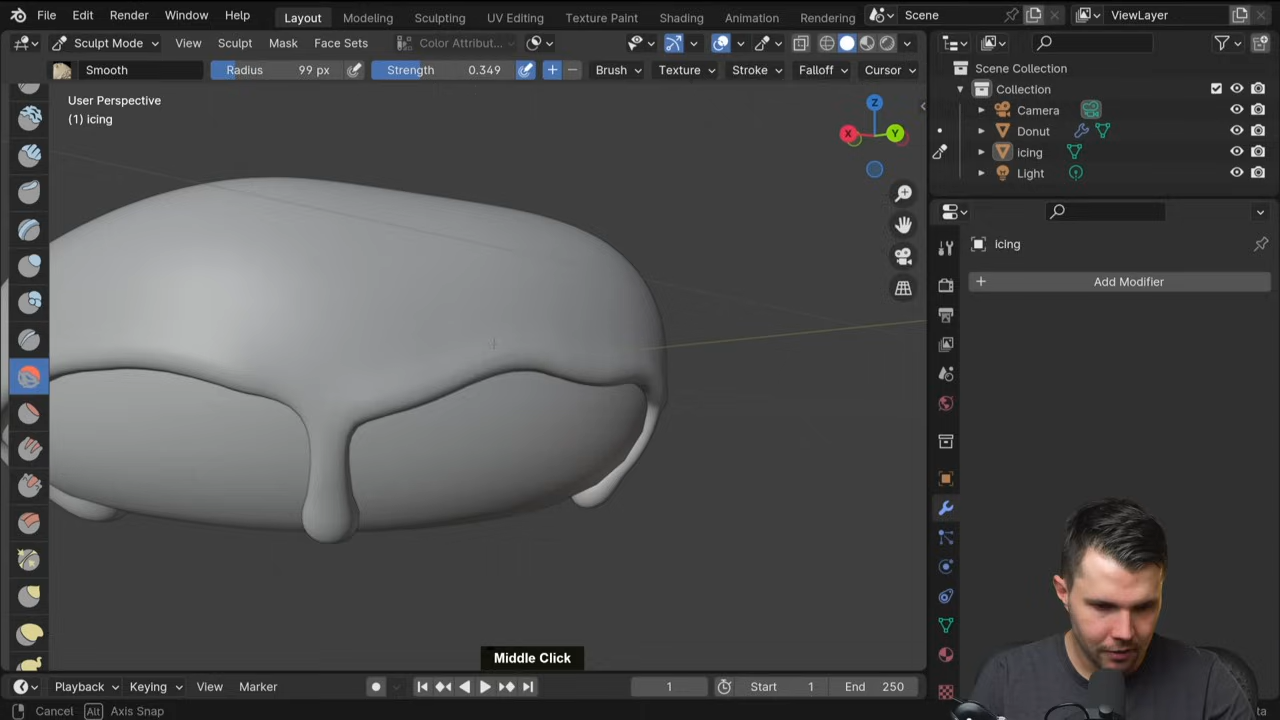 File Edit Render Window Help Layout Modeling Sculpting UV Editing Texture Paint Shading Animation Rendering Scene ViewLayer
Sculpt Mode View Sculpt Mask Face Sets Color Attribut...
Smooth Radius 99 px Strength 0.349 Brush Texture Stroke Falloff Cursor
Scene Collection
Collection
Camera
Donut
icing
Light
User Perspective
(1) icing
Z
X
Y
icing
Add Modifier
Middle Click
Playback Keying View Marker 1 Start 1 End 250
Cancel Alt Axis Snap